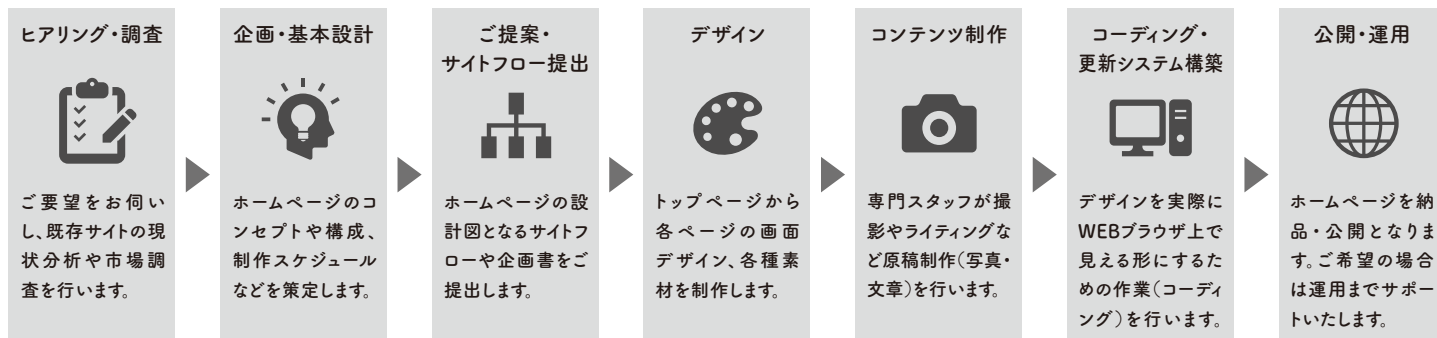 ヒアリング・調査
ご要望をお伺い
し、既存サイトの現
状分析や市場調
査を行います。
企画・基本設計
ホームページのコ
ンセプトや構成、
制作スケジュール
などを策定します。
ご提案・
サイトフロー提出
ホームページの設
計図となるサイトフ
ローや企画書をご
提出します。
デザイン
トップページから
各ページの画面
デザイン、各種素
材を制作します。
コンテンツ制作
専門スタッフが撮
影やライティングな
ど原稿制作(写真・
文章)を行います。
コーディング・
更新システム構築
デザインを実際に
WEBブラウザ上で
見える形にするた
めの作業(コーディ
ング)を行います。
公開・運用
ホームページを納
品・公開となりま
す。ご希望の場合
は運用までサポー
トいたします。